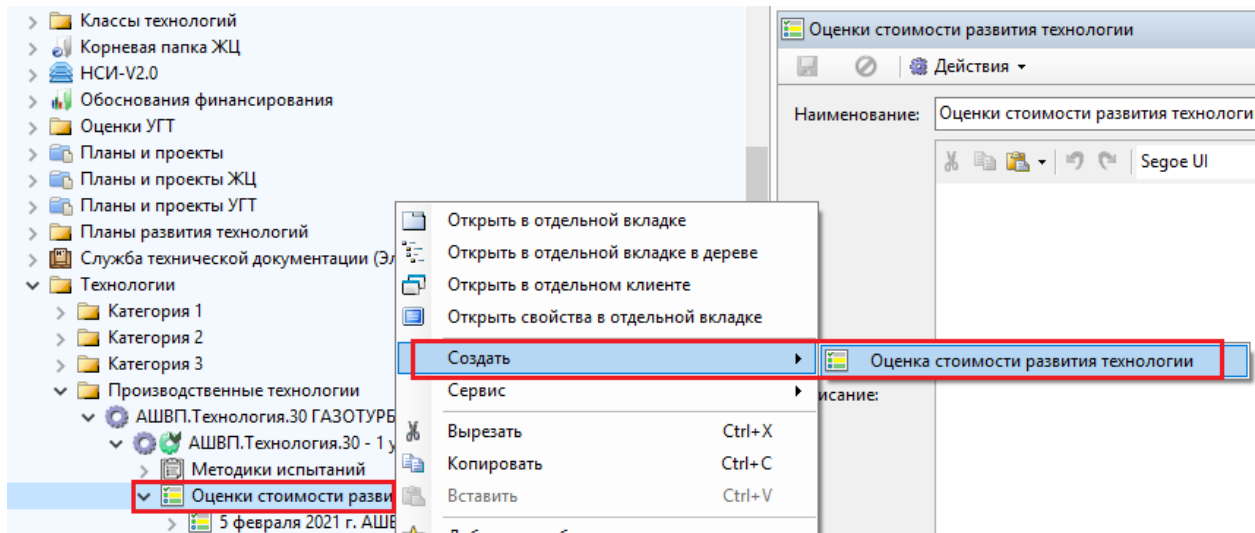 Классы технологий
Корневая папка ЖЦ
НСИ-V2.0
Обоснования финансирования
Оценки УГТ
Планы и проекты
Планы и проекты ЖЦ
Планы и проекты УГТ
Планы развития технологий
Служба технической документации (Эл
Технологии
Категория 1
Категория 2
Категория 3
Производственные технологии
АШВП.Технология.30 ГАЗОТУРБ
АШВП.Технология.30 - 1 у
Методики испытаний
Оценки стоимости разви
5 февраля 2021 г. АШВ
Открыть в отдельной вкладке
Открыть в отдельной вкладке в дереве
Открыть в отдельном клиенте
Открыть свойства в отдельной вкладке
Создать
Сервис
Вырезать Ctrl+X
Копировать Ctrl+C
Вставить Ctrl+V
Оценка стоимости развития технологии
Оценки стоимости развития технологии
Действия
Наименование: Оценки стоимости развития технологи
Segoe UI
исание: